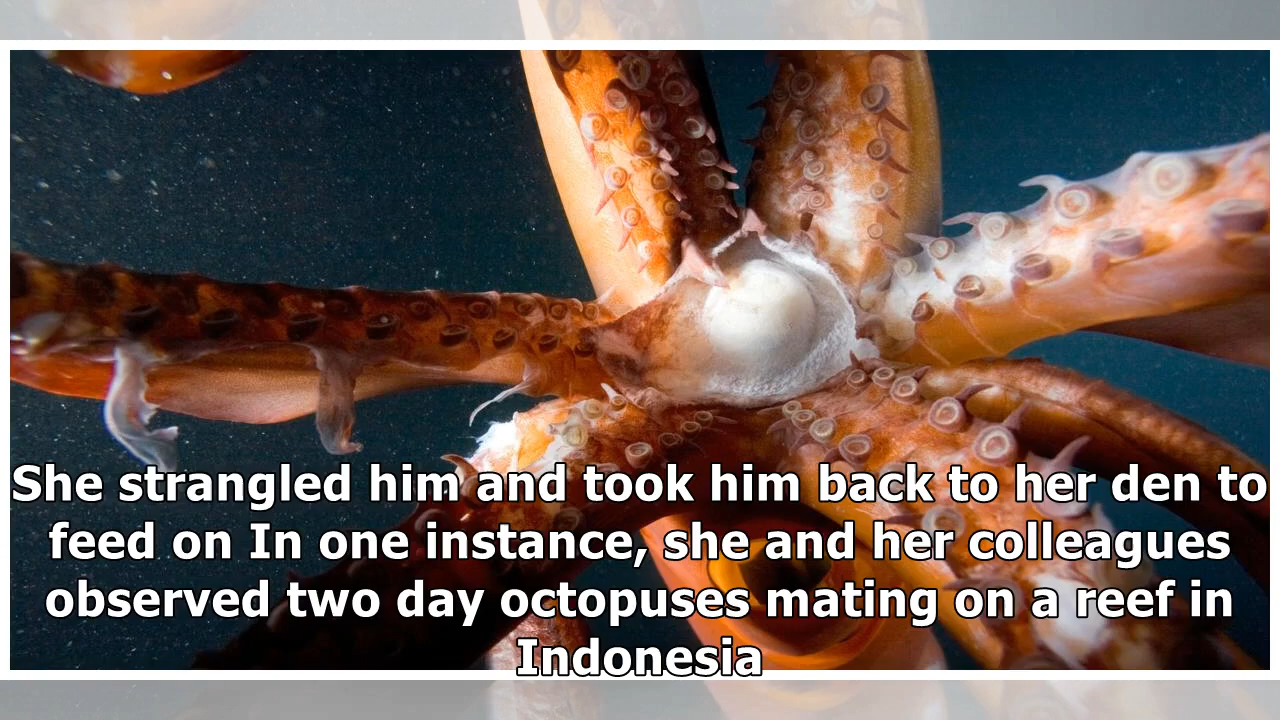 She strangled him and took him back to her den to
feed on In one instance, she and her colleagues
observed two day octopuses mating on a reef in
Indonesia